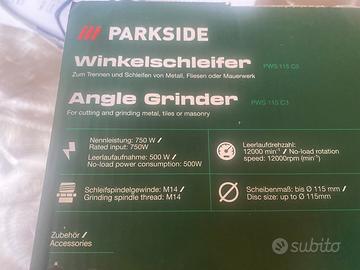 /// PARKSIDE
Winkelschleifer PWS 115 C3
Zum Trennen und Schleifen von Metall, Fliesen oder Mauerwerk
Angle Grinder PWS 115 C3
For cutting and grinding metal, tiles or masonry
Nennleistung: 750 W /
Rated input: 750W
Leerlaufaufnahme: 500 W /
No-load power consumption: 500W
Leerlaufdrehzahl:
12000 min⁻¹ / No-load rotation
speed: 12000rpm (min⁻¹)
Schleifspindelgewinde: M14 /
Grinding spindle thread: M14
Scheibenmaß: bis Ø 115 mm /
Disc size: up to Ø 115mm
Zubehör /
Accessories
subito